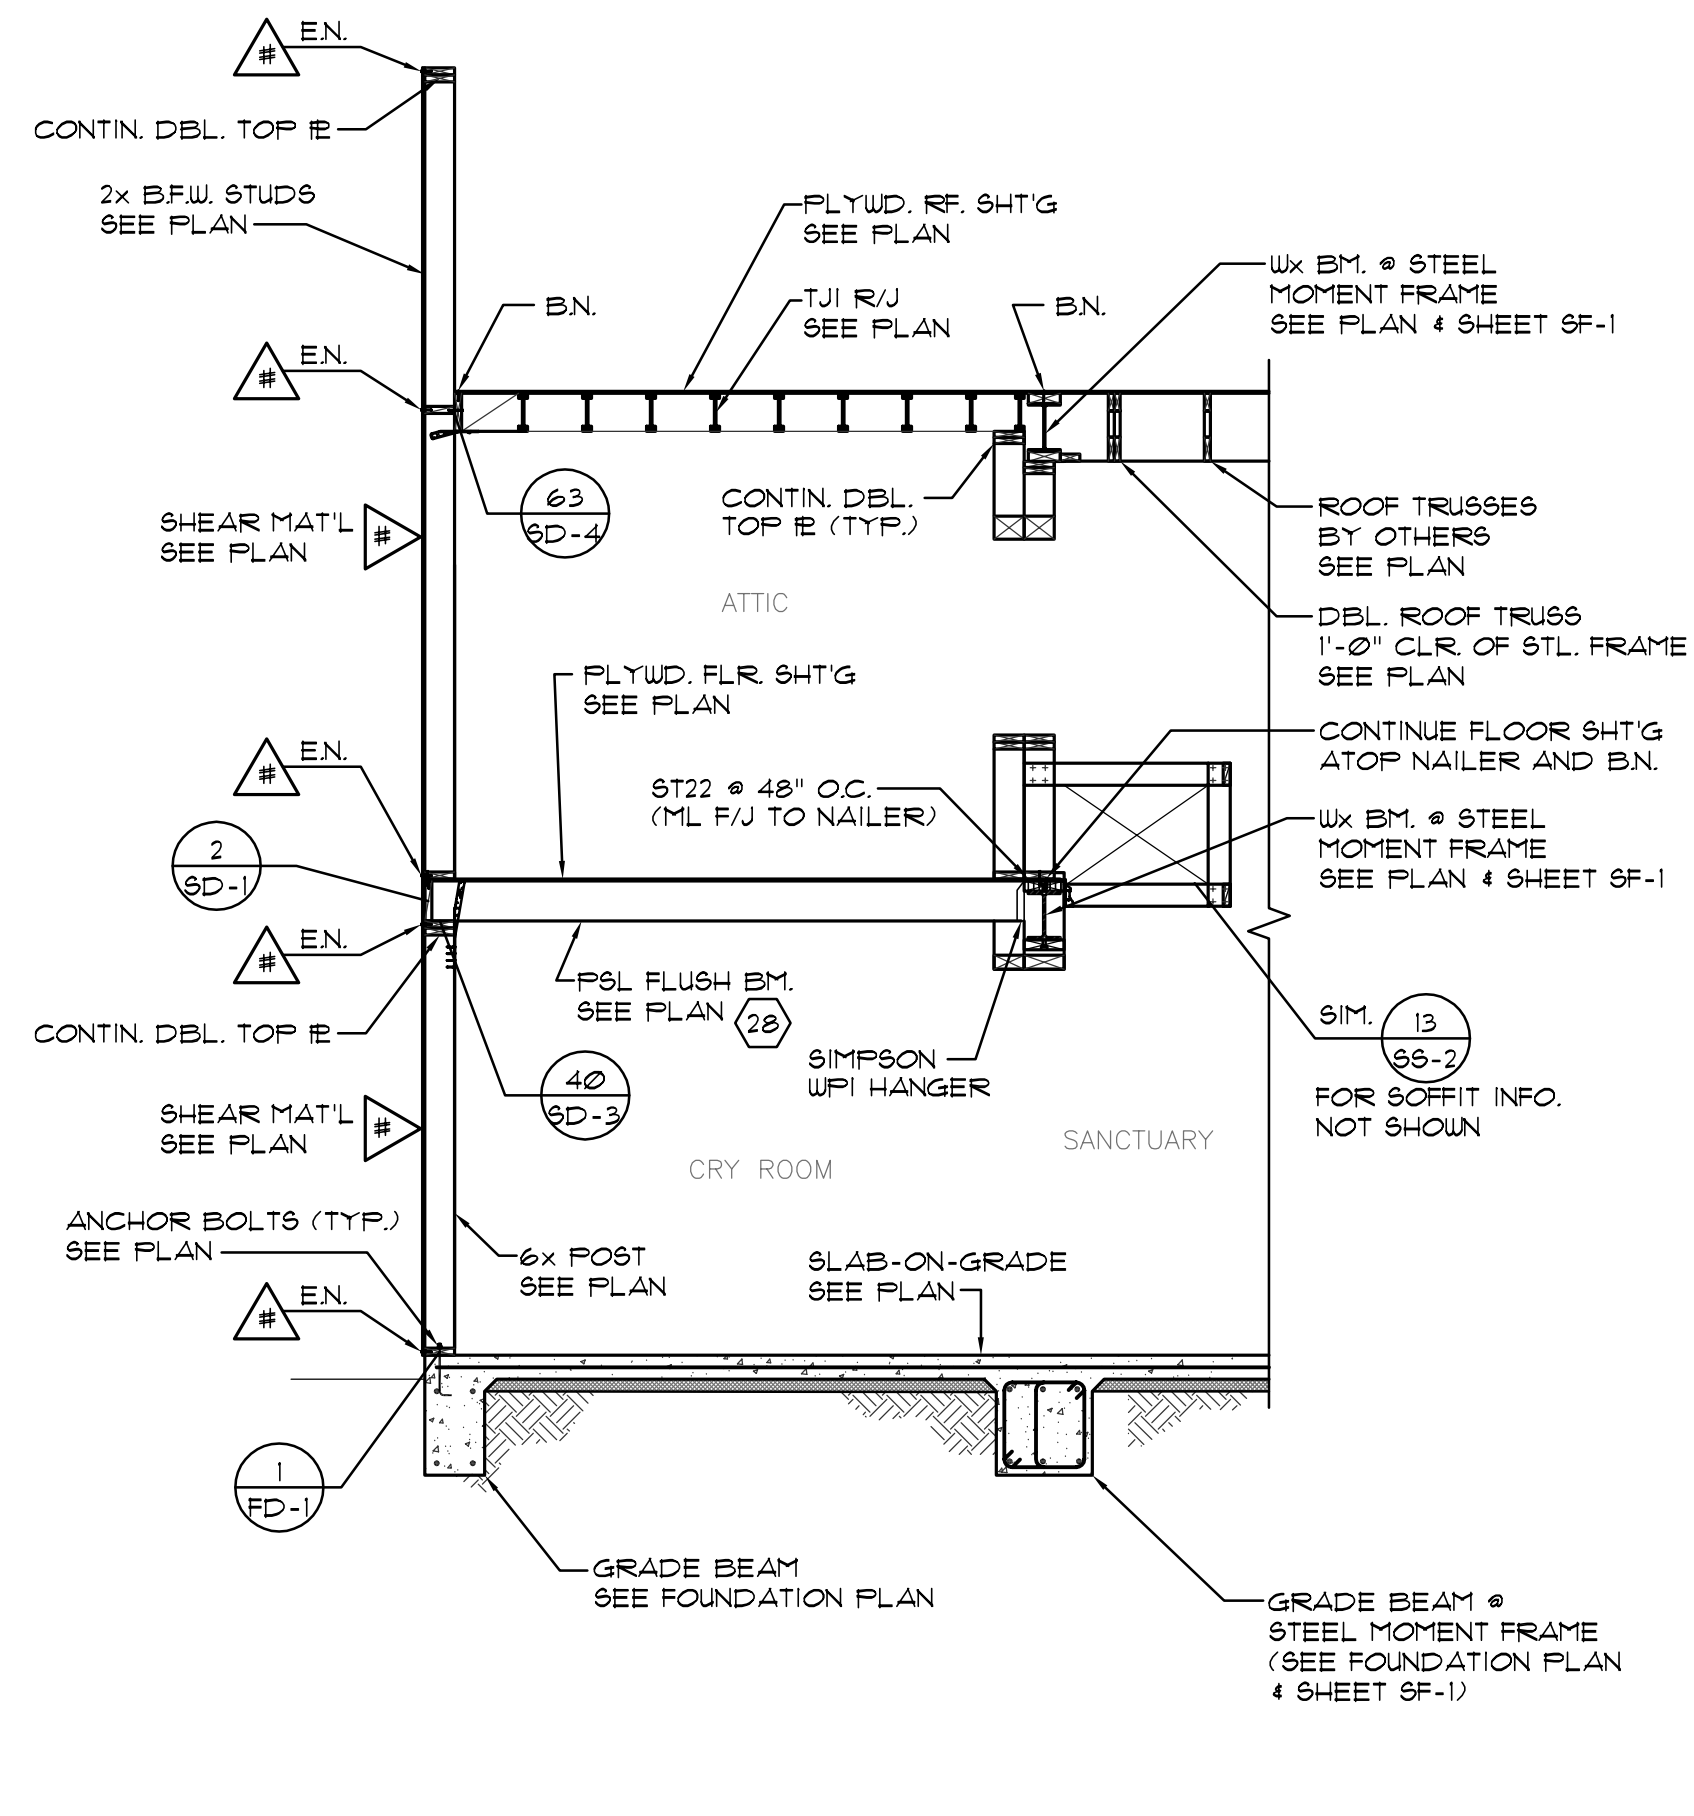 E.N.
#
CONTIN. DBL. TOP PL
2x B.F.W. STUDS
SEE PLAN
PLYWD. RF. SHT'G
SEE PLAN
Wx BM. @ STEEL
MOMENT FRAME
SEE PLAN & SHEET SF-1
TJI R/J
SEE PLAN
B.N.
B.N.
E.N.
#
63
SD-4
CONTIN. DBL.
TOP PL (TYP.)
ROOF TRUSSES
BY OTHERS
SEE PLAN
SHEAR MAT'L
SEE PLAN
#
ATTIC
DBL. ROOF TRUSS
1'-0" CLR. OF STL. FRAME
SEE PLAN
PLYWD. FLR. SHT'G
SEE PLAN
CONTINUE FLOOR SHT'G
ATOP NAILER AND B.N.
E.N.
#
ST22 @ 48" O.C.
(ML F/J TO NAILER)
Wx BM. @ STEEL
MOMENT FRAME
SEE PLAN & SHEET SF-1
2
SD-1
E.N.
#
PSL FLUSH BM.
SEE PLAN
28
CONTIN. DBL. TOP PL
SIM.
13
SS-2
FOR SOFFIT INFO.
NOT SHOWN
SIMPSON
WPI HANGER
40
SD-3
SHEAR MAT'L
SEE PLAN
#
SANCTUARY
CRY ROOM
ANCHOR BOLTS (TYP.)
SEE PLAN
6x POST
SEE PLAN
SLAB-ON-GRADE
SEE PLAN
E.N.
#
1
FD-1
GRADE BEAM
SEE FOUNDATION PLAN
GRADE BEAM @
STEEL MOMENT FRAME
(SEE FOUNDATION PLAN
& SHEET SF-1)